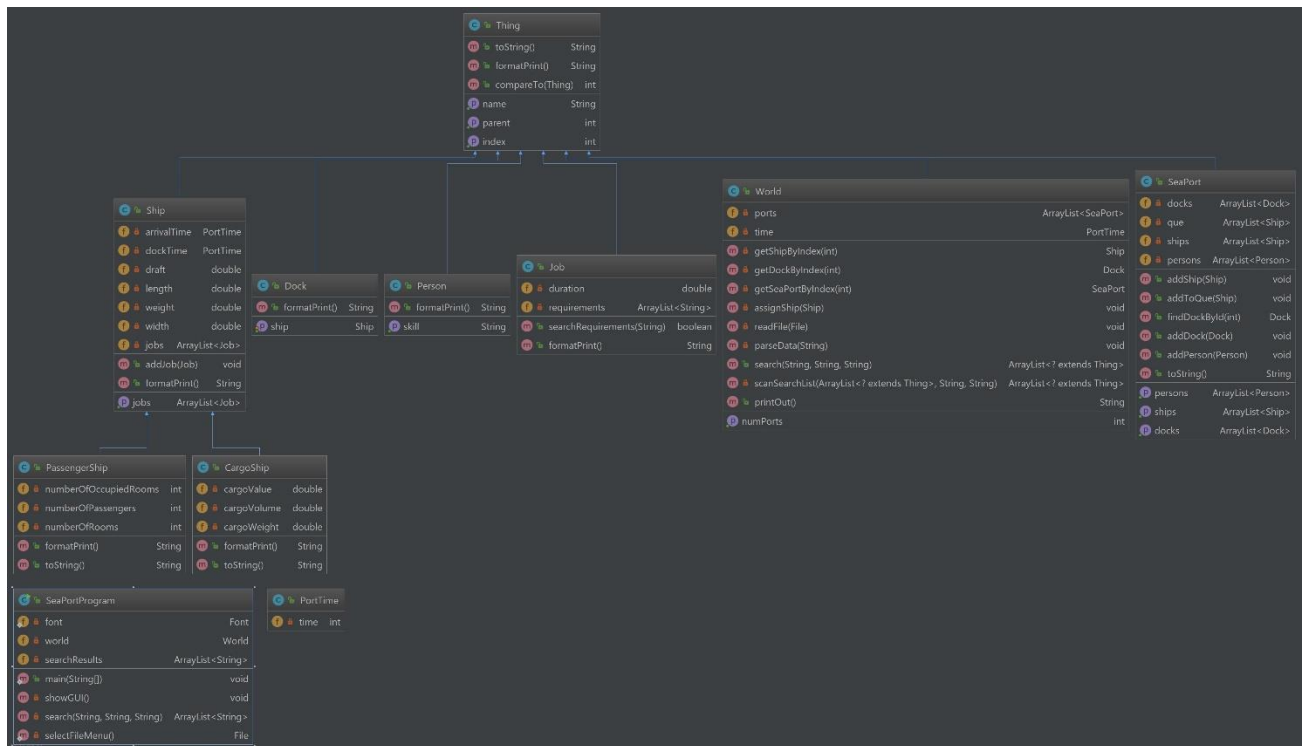 Thing
toString() String
formatPrint() String
compareTo(Thing) int
name String
parent int
index int
Ship
arrivalTime PortTime
dockTime PortTime
draft double
length double
weight double
width double
jobs ArrayList<Job>
addJob(Job) void
formatPrint() String
jobs ArrayList<Job>
Dock
formatPrint() String
ship Ship
Person
formatPrint() String
skill String
Job
duration double
requirements ArrayList<String>
searchRequirements(String) boolean
formatPrint() String
World
ports ArrayList<SeaPort>
time PortTime
getShipByIndex(int) Ship
getDockByIndex(int) Dock
getSeaPortByIndex(int) SeaPort
assignShip(Ship) void
readFile(File) void
parseData(String) void
search(String, String, String) ArrayList<? extends Thing>
scanSearchList(ArrayList<? extends Thing>, String, String) ArrayList<? extends Thing>
printOut() String
numPorts int
SeaPort
docks ArrayList<Dock>
que ArrayList<Ship>
ships ArrayList<Ship>
persons ArrayList<Person>
addShip(Ship) void
addToQue(Ship) void
findDockById(int) Dock
addDock(Dock) void
addPerson(Person) void
toString() String
persons ArrayList<Person>
ships ArrayList<Ship>
docks ArrayList<Dock>
PassengerShip
numberOfOccupiedRooms int
numberOfPassengers int
numberOfRooms int
formatPrint() String
toString() String
CargoShip
cargoValue double
cargoVolume double
cargoWeight double
formatPrint() String
toString() String
SeaPortProgram
font Font
world World
searchResults ArrayList<String>
main(String[]) void
showGUI() void
search(String, String, String) ArrayList<String>
selectFileMenu() File
PortTime
time int